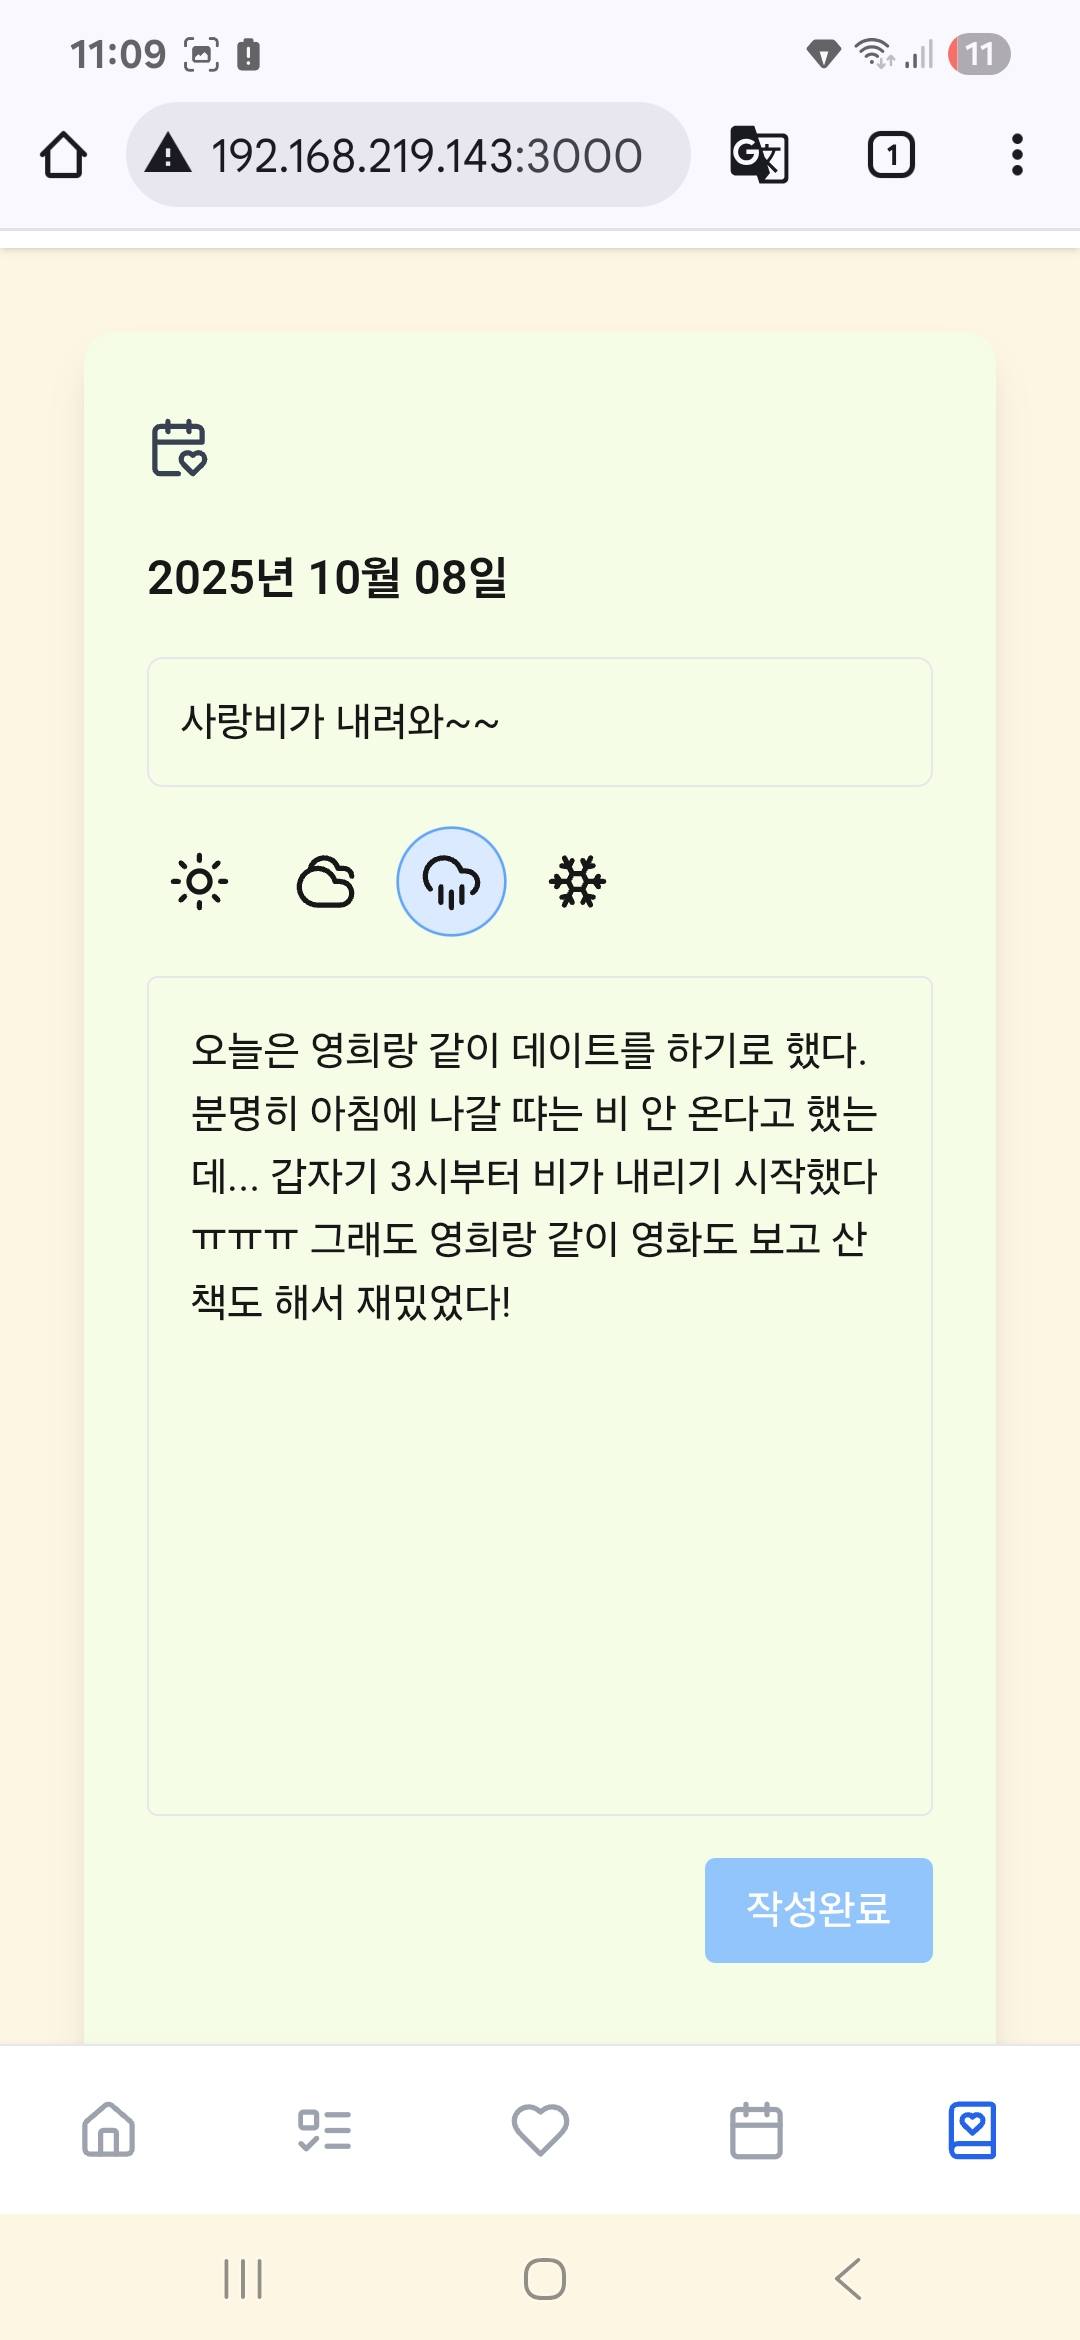 11:09
11
192.168.219.143:3000
1
2025년 10월 08일
사랑비가 내려와~~
오늘은 영희랑 같이 데이트를 하기로 했다.
분명히 아침에 나갈 떄는 비 안 온다고 했는
데... 갑자기 3시부터 비가 내리기 시작했다
ㅠㅠㅠ 그래도 영희랑 같이 영화도 보고 산
책도 해서 재밌었다!
작성완료